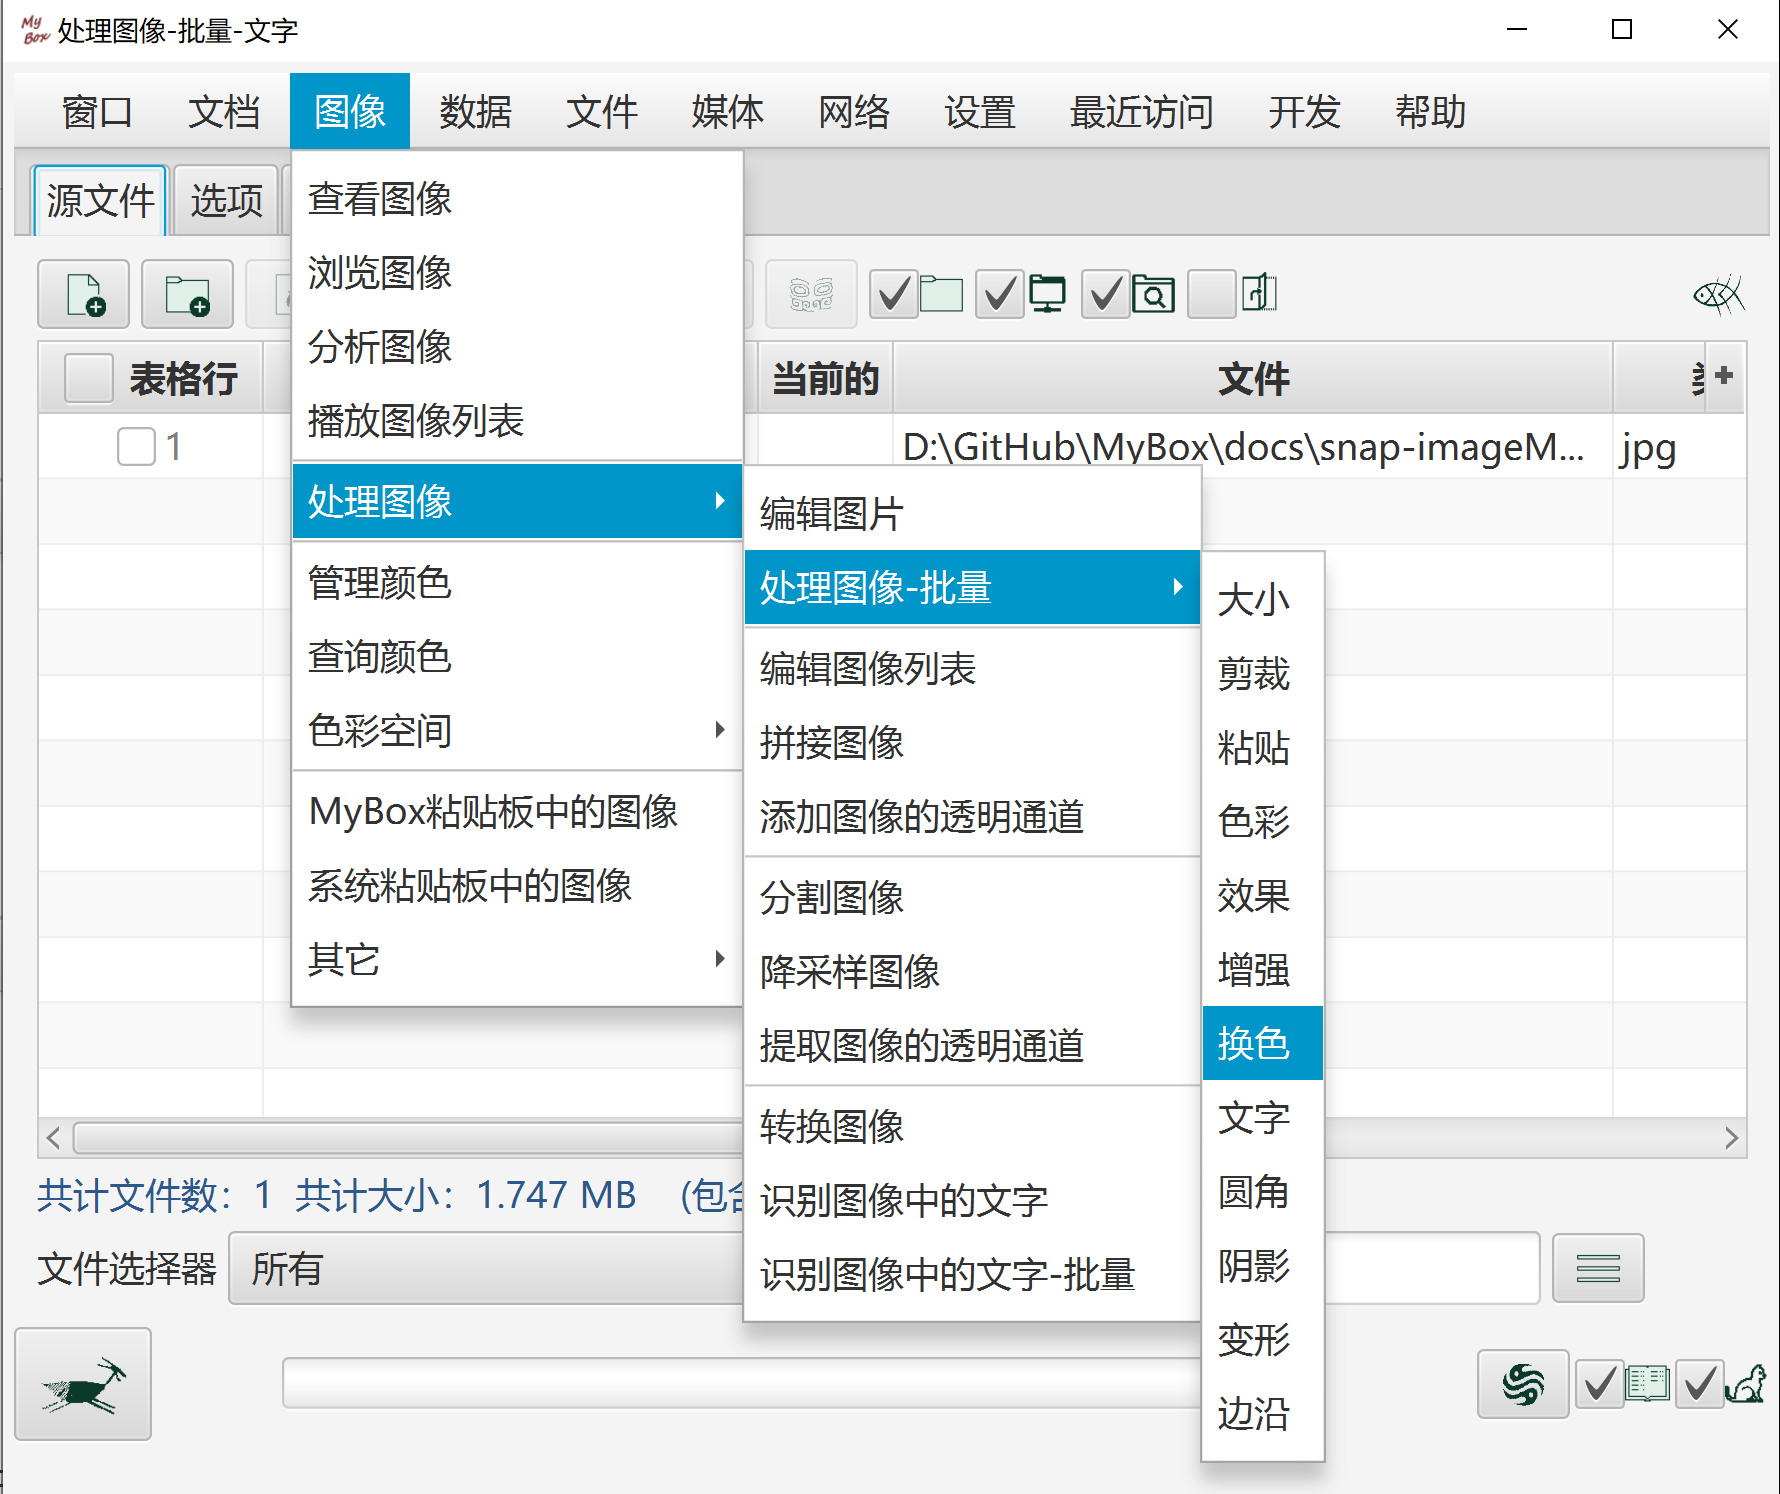 My Box 处理图像-批量-文字
窗口 文档 图像 数据 文件 媒体 网络 设置 最近访问 开发 帮助
源文件 选项
查看图像
浏览图像
分析图像
播放图像列表
处理图像
管理颜色
查询颜色
色彩空间
MyBox粘贴板中的图像
系统粘贴板中的图像
其它
表格行 当前的 文件
1 D:\GitHub\MyBox\docs\snap-imageM... jpg
编辑图片
处理图像-批量
编辑图像列表
拼接图像
添加图像的透明通道
分割图像
降采样图像
提取图像的透明通道
转换图像
识别图像中的文字
识别图像中的文字-批量
大小
剪裁
粘贴
色彩
效果
增强
换色
文字
圆角
阴影
变形
边沿
共计文件数：1 共计大小：1.747 MB (包
文件选择器 所有